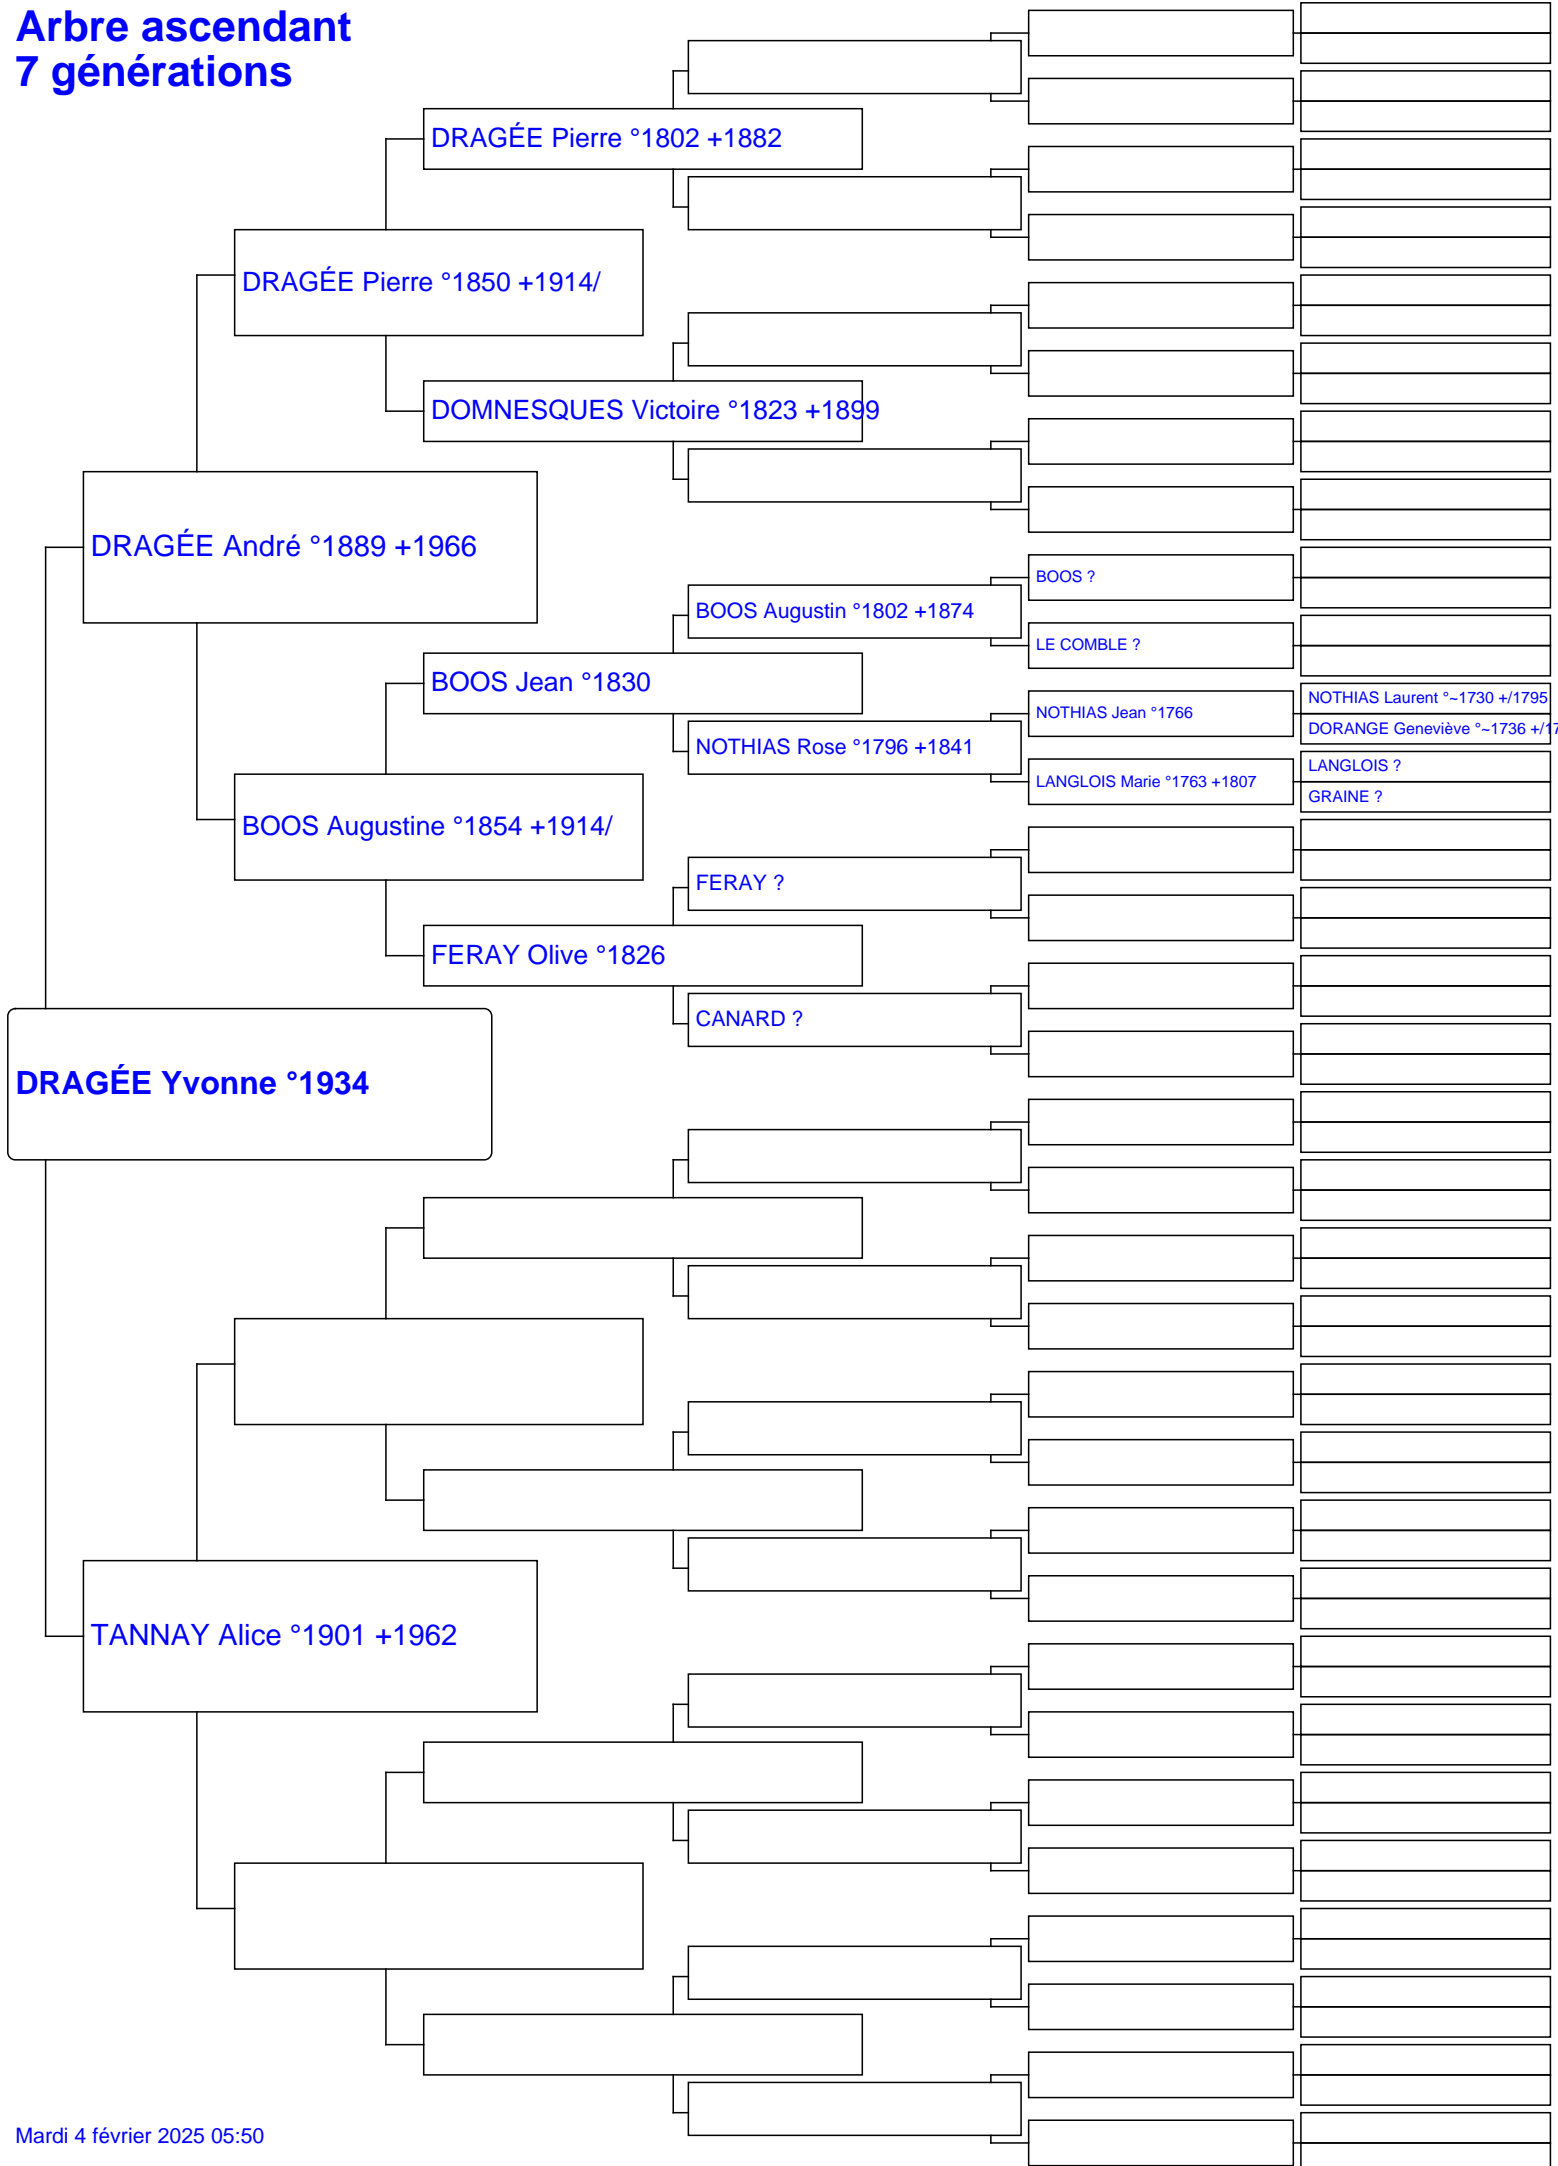 Arbre ascendant
7 générations
DRAGÉE Pierre °1802 +1882
DRAGÉE Pierre °1850 +1914/
DOMNESQUES Victoire °1823 +1899
DRAGÉE André °1889 +1966
BOOS ?
BOOS Augustin °1802 +1874
LE COMBLE ?
BOOS Jean °1830
NOTHIAS Laurent °~1730 +/1795
NOTHIAS Jean °1766
DORANGE Geneviève °~1736 +/17
NOTHIAS Rose °1796 +1841
LANGLOIS ?
LANGLOIS Marie °1763 +1807
GRAINE ?
BOOS Augustine °1854 +1914/
FERAY ?
FERAY Olive °1826
CANARD ?
DRAGÉE Yvonne °1934
TANNAY Alice °1901 +1962
Mardi 4 février 2025 05:50